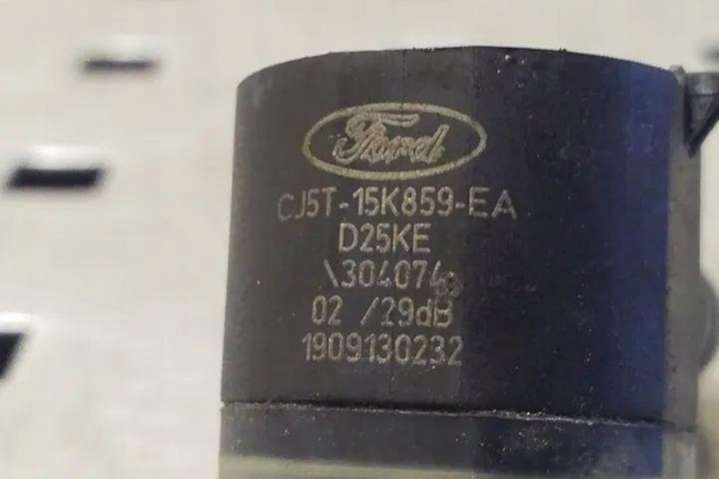 Ford
CJ5T-15K859-EA
D25KE
\304074
02 /29dB
1909130232